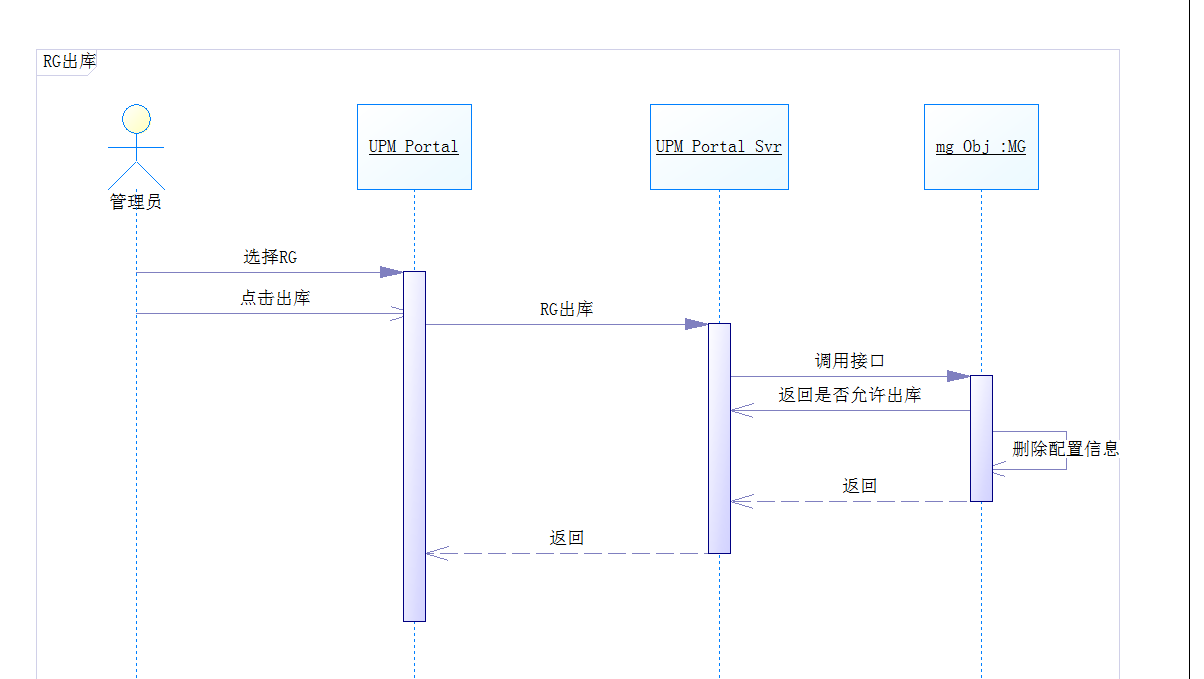 RG出库
UPM Portal
UPM Portal Svr
mg Obj :MG
管理员
选择RG
点击出库
RG出库
调用接口
返回是否允许出库
删除配置信息
返回
返回